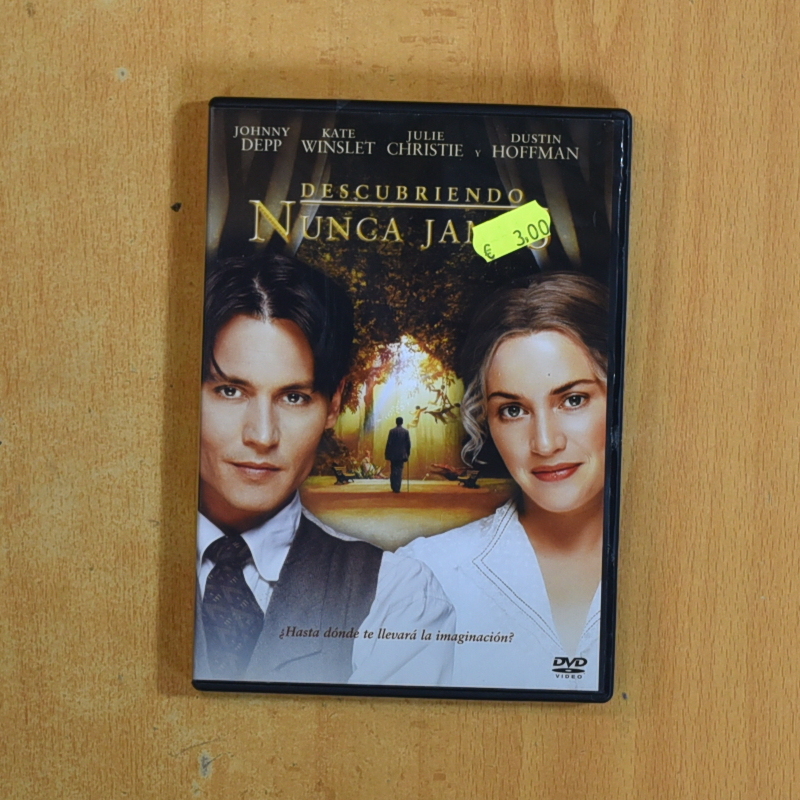 JOHNNY KATE JULIE DUSTIN
DEPP WINSLET CHRISTIE Y HOFFMAN
DESCUBRIENDO
NUNCA
€ 3,00
¿Hasta dónde te llevará la imaginación?
DVD
VIDEO